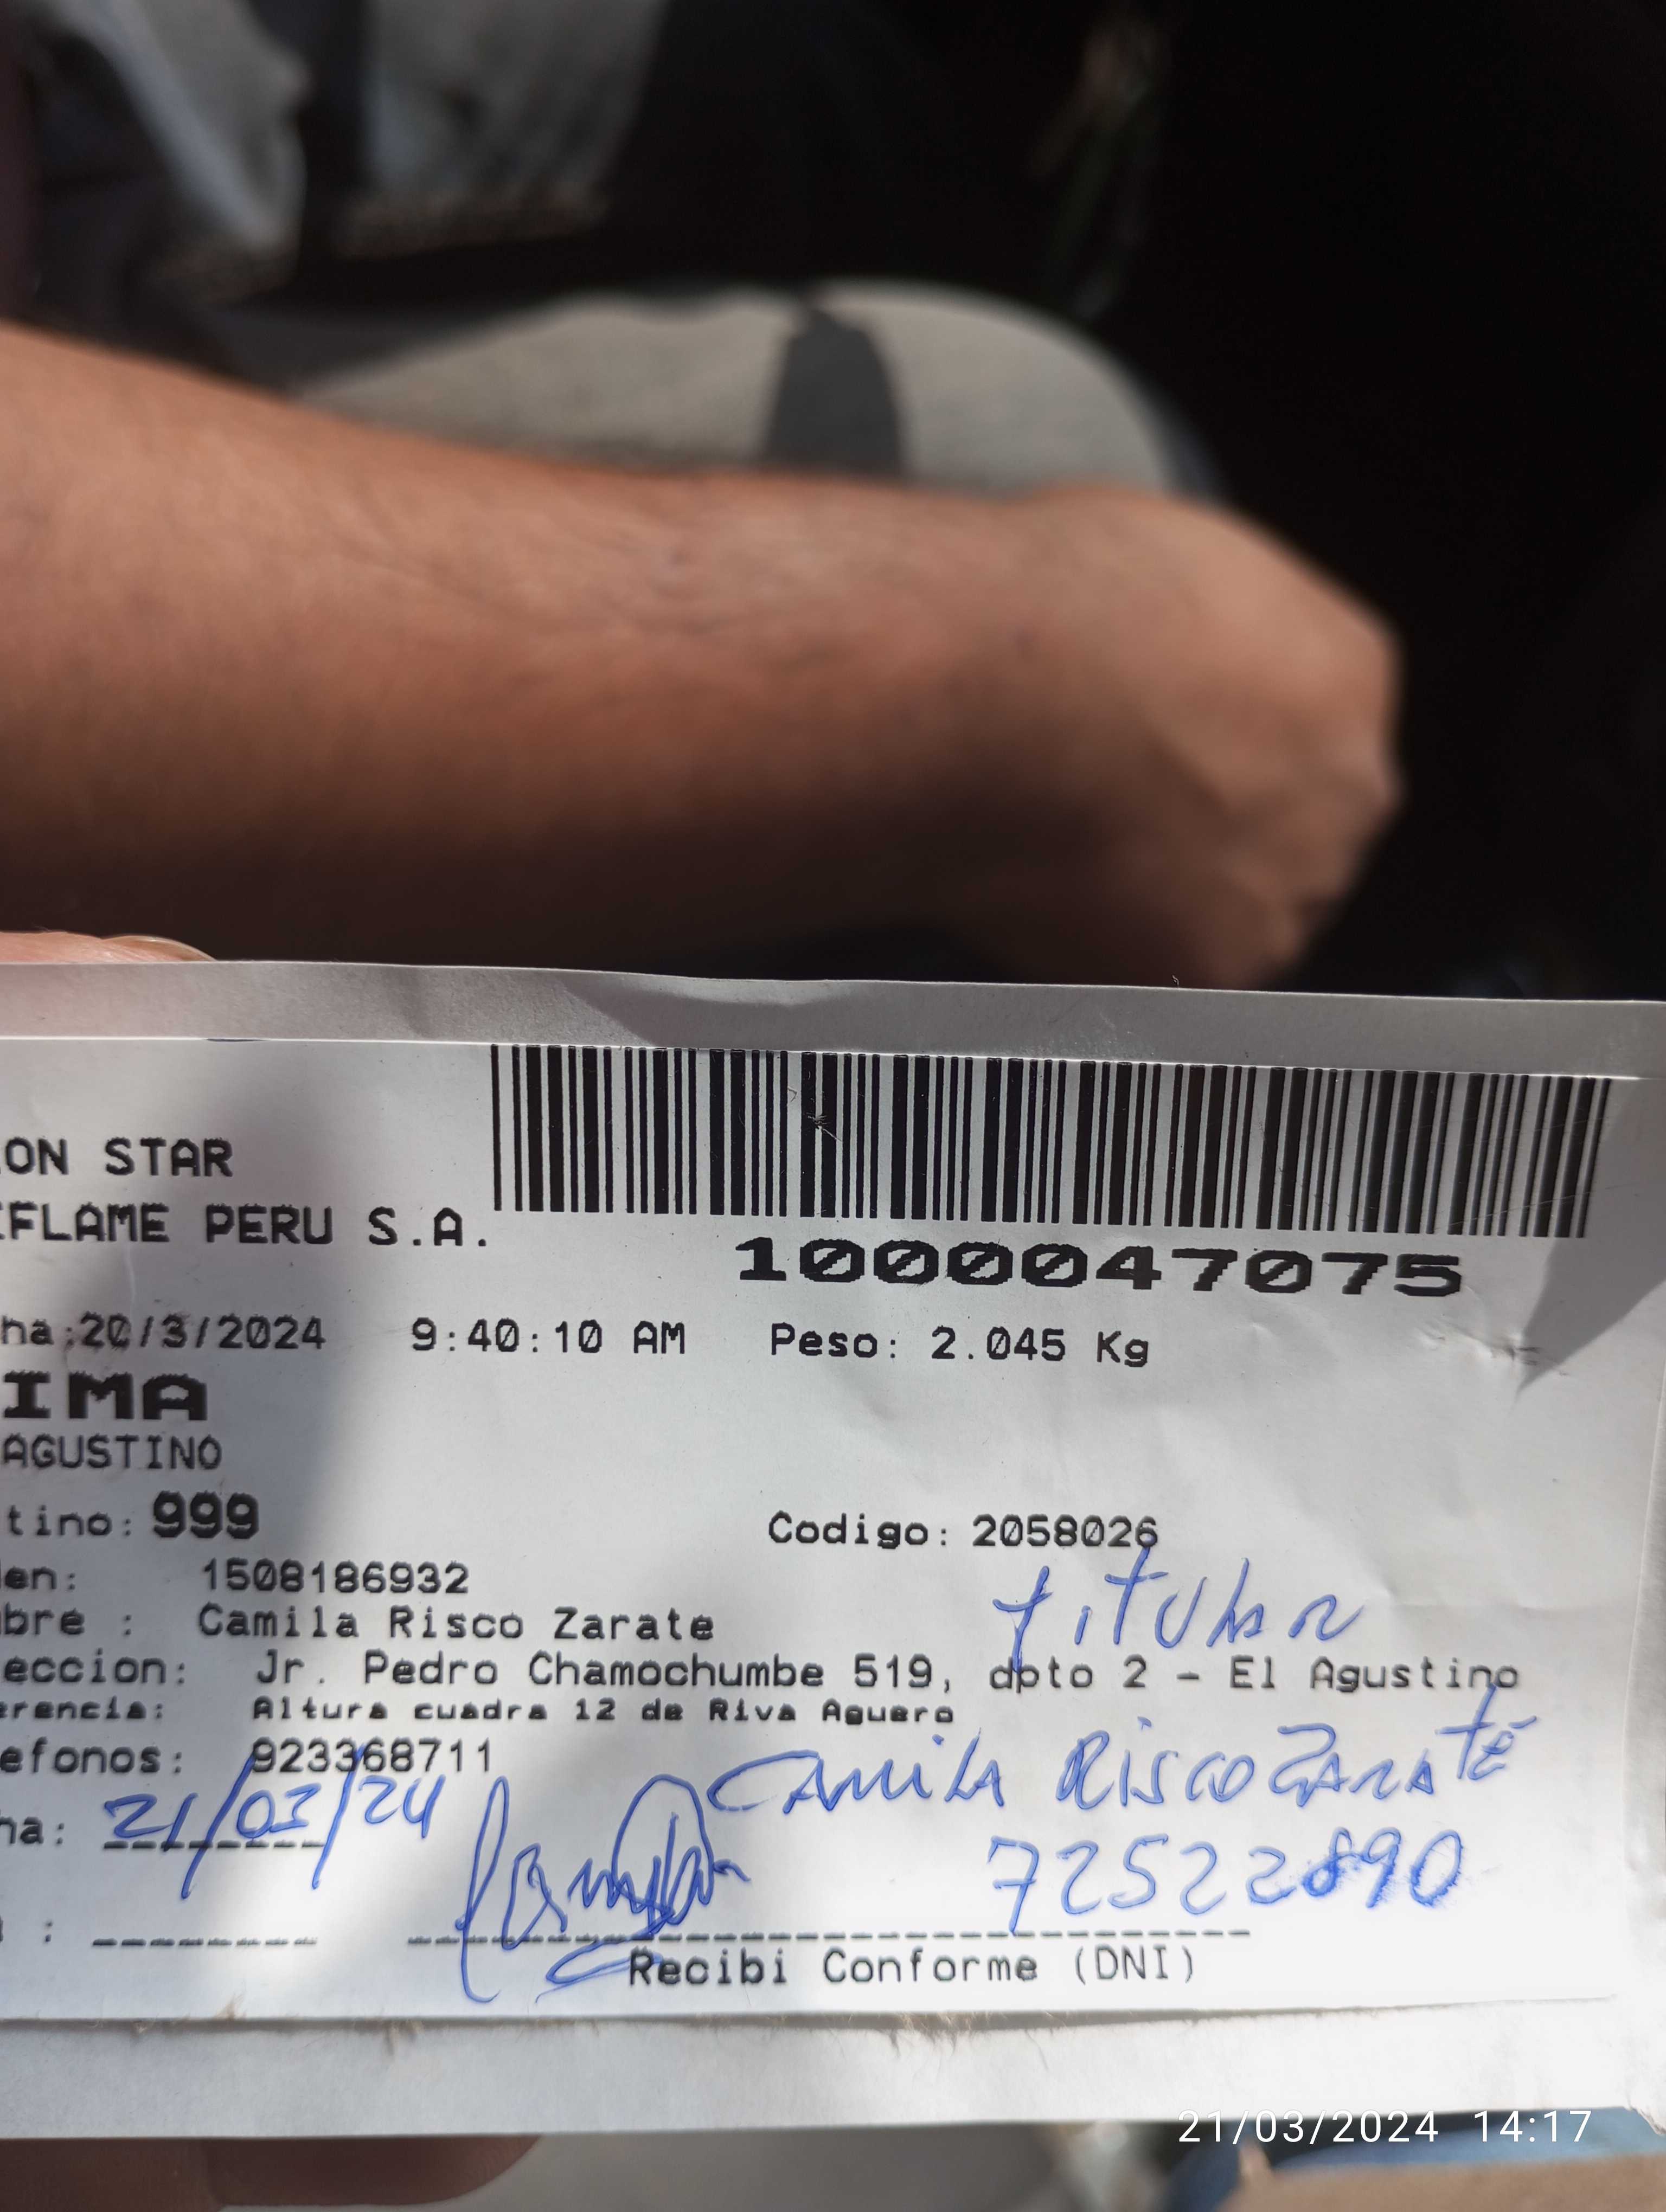 ON STAR
FLAME PERU S.A.
1000047075
ha:20/3/2024 9:40:10 AM Peso: 2.045 Kg
IMA
AGUSTINO
tino: 999 Codigo: 2058026
en: 1508186932
titular
bre : Camila Risco Zarate
eccion: Jr. Pedro Chamochumbe 519, dpto 2 - El Agustino
erencia: Altura cuadra 12 de Riva Aguero
efonos: 923368711
Camila Risco Zarate
ha: 21/03/24
72522890
:
Recibi Conforme (DNI)
21/03/2024 14:17